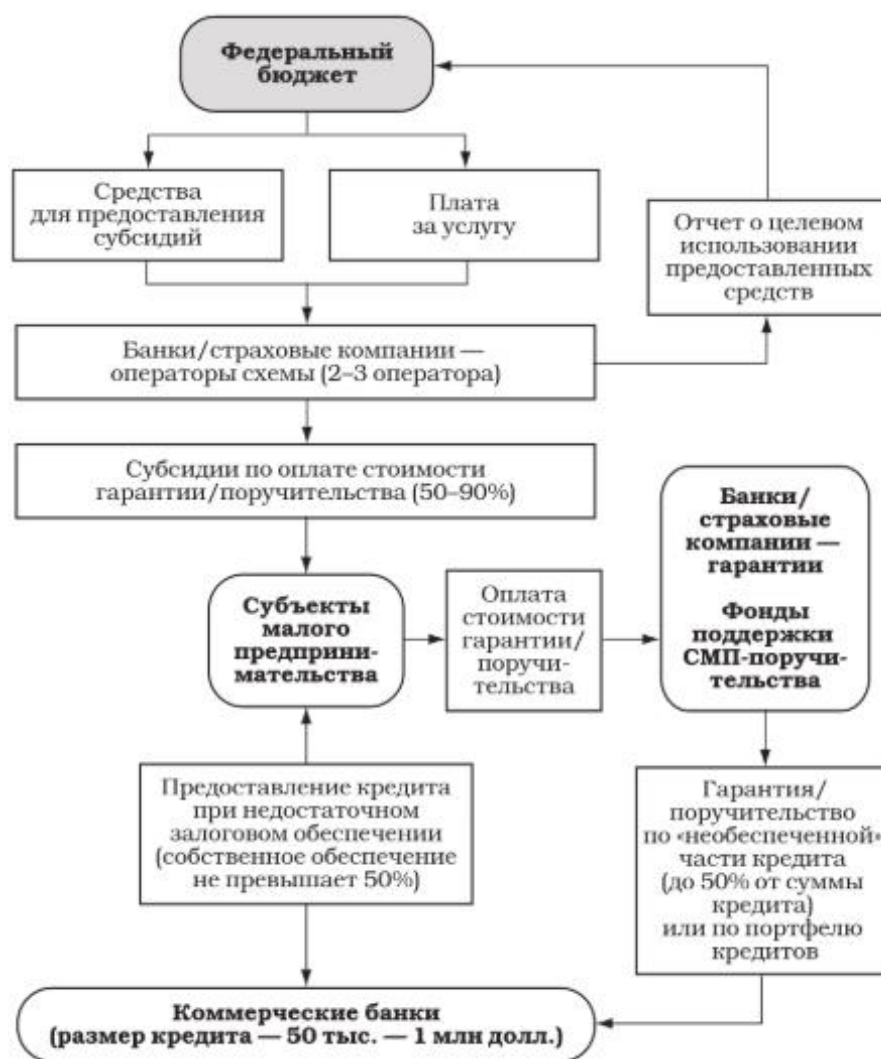 Федеральный
бюджет
Средства
для предоставления
субсидий
Плата
за услугу
Отчет о целевом
использовании
предоставленных
средств
Банки/страховые компании —
операторы схемы (2–3 оператора)
Субсидии по оплате стоимости
гарантии/поручительства (50–90%)
Субъекты
малого
предприни-
мательства
Оплата
стоимости
гарантии/
поручи-
тельства
Банки/
страховые
компании —
гарантии
Фонды
поддержки
СМП-поручи-
тельства
Предоставление кредита
при недостаточном
залоговом обеспечении
(собственное обеспечение
не превышает 50%)
Гарантия/
поручительство
по «необеспеченной»
части кредита
(до 50% от суммы
кредита)
или по портфелю
кредитов
Коммерческие банки
(размер кредита — 50 тыс. — 1 млн долл.)